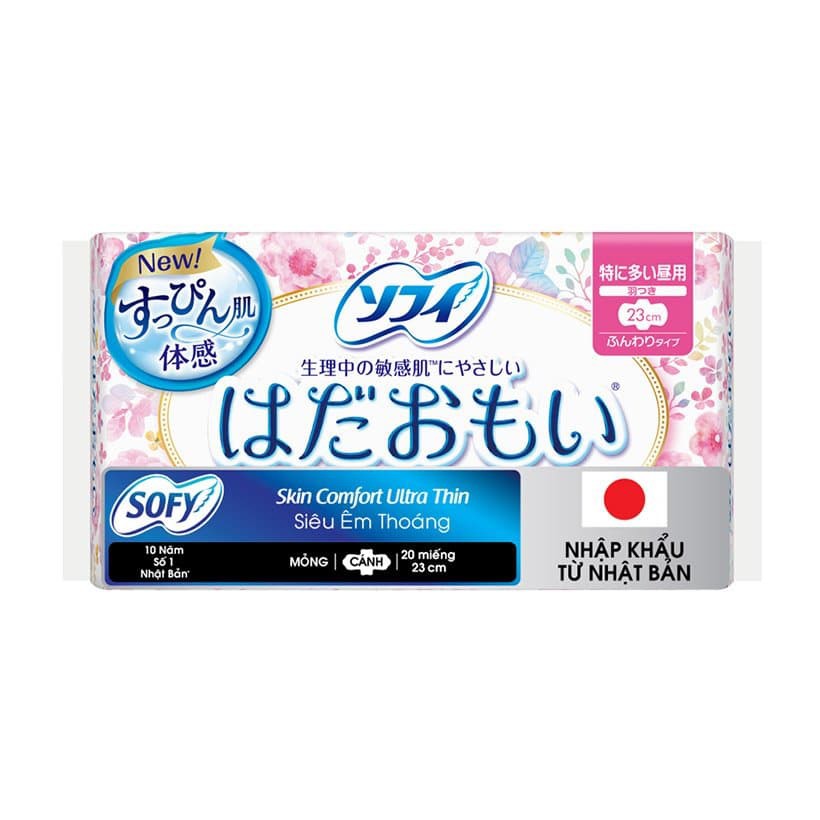 New!
すっぴん肌
体感
ソフィ
生理中の敏感肌™にやさしい
はだおもい®
特に多い昼用
羽つき
23cm
ふんわりタイプ
SOFY
Skin Comfort Ultra Thin
Siêu Êm Thoáng
10 Năm
Số 1
Nhật Bản*
MỎNG
CÁNH
20 miếng
23 cm
NHẬP KHẨU
TỪ NHẬT BẢN